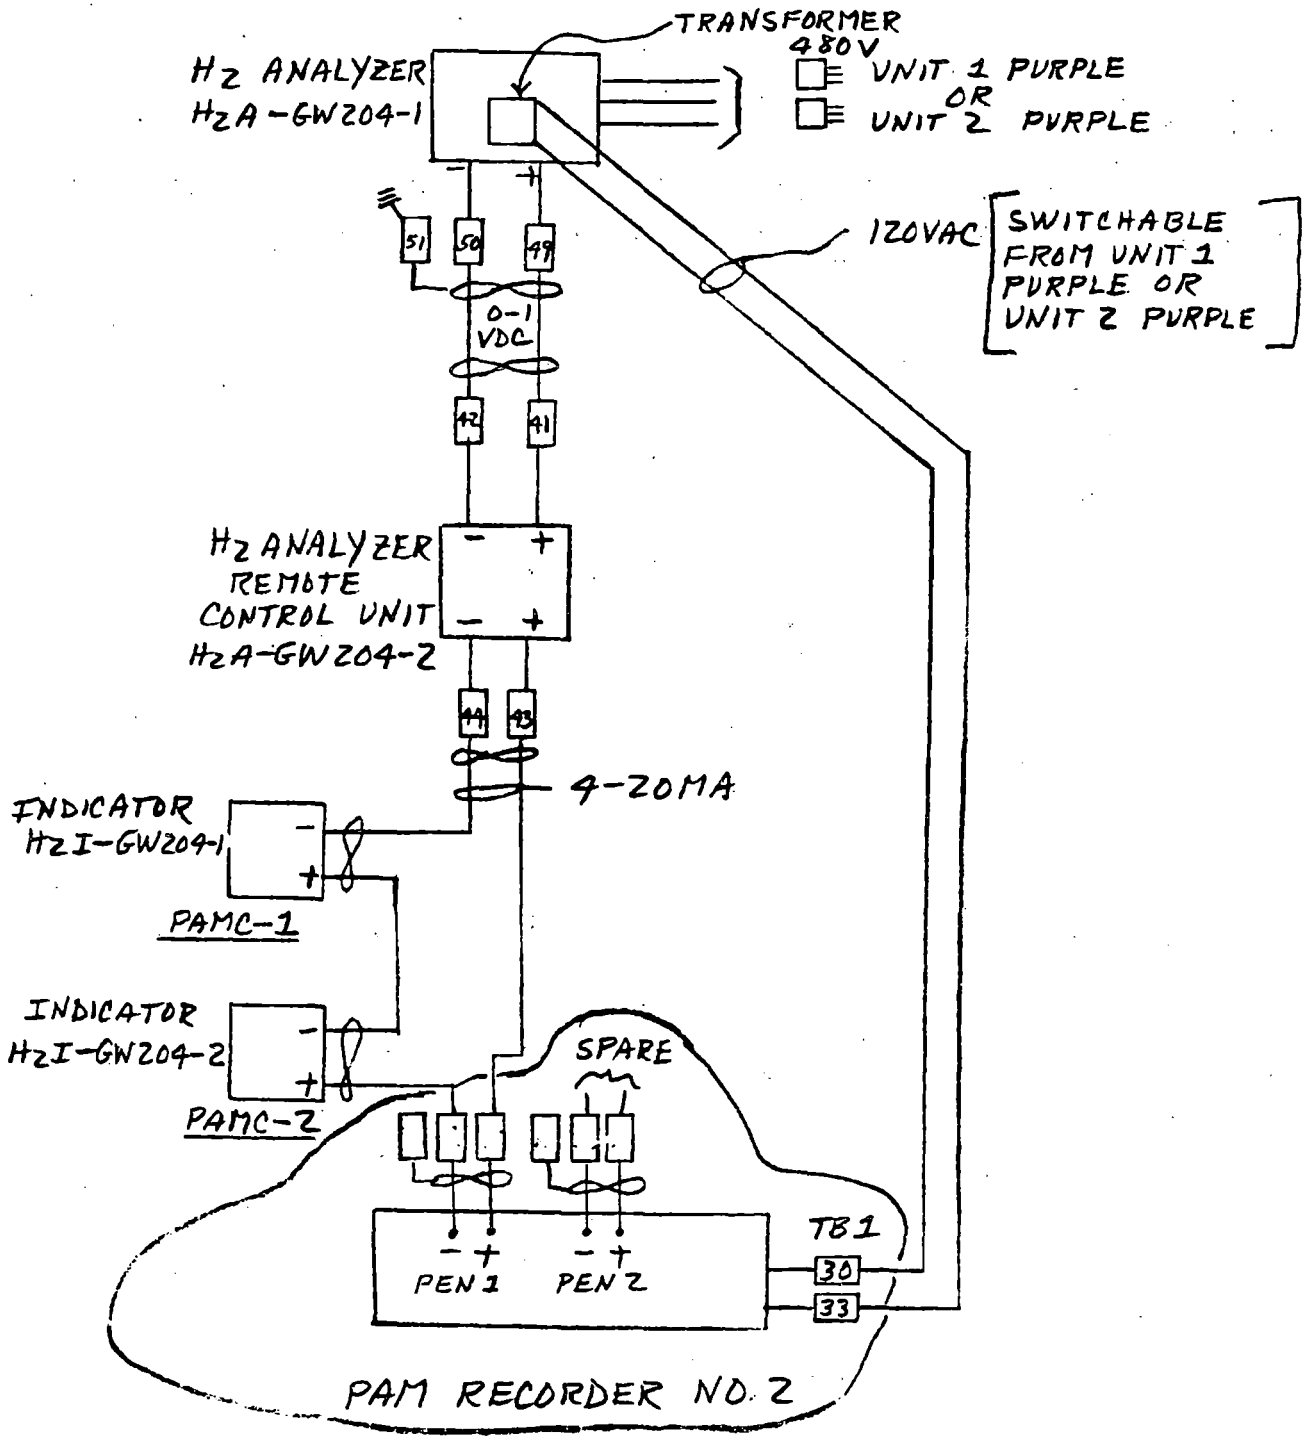 TRANSFORMER
480V
H2 ANALYZER
H2A-GW204-1
UNIT 1 PURPLE
OR
UNIT 2 PURPLE
- +
51 50 49
120VAC
SWITCHABLE
FROM UNIT 1
PURPLE OR
UNIT 2 PURPLE
0-1
VDC
42 41
H2 ANALYZER
REMOTE
CONTROL UNIT
H2A-GW204-2
- +
- +
44 43
4-20MA
INDICATOR
H2I-GW204-1
-
+
PAMC-1
INDICATOR
H2I-GW204-2
-
+
PAMC-2
SPARE
TB1
- + - +
PEN 1 PEN 2
30
33
PAM RECORDER NO. 2